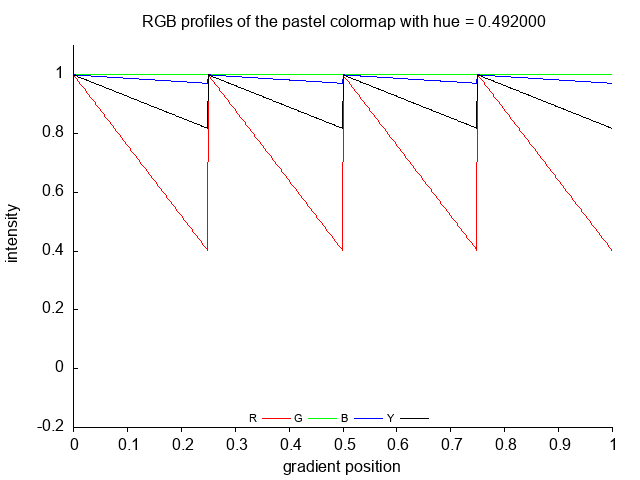 RGB profiles of the pastel colormap with hue = 0.492000
1
0.8
0.6
0.4
0.2
0
-0.2
intensity
R G B Y
0 0.1 0.2 0.3 0.4 0.5 0.6 0.7 0.8 0.9 1
gradient position